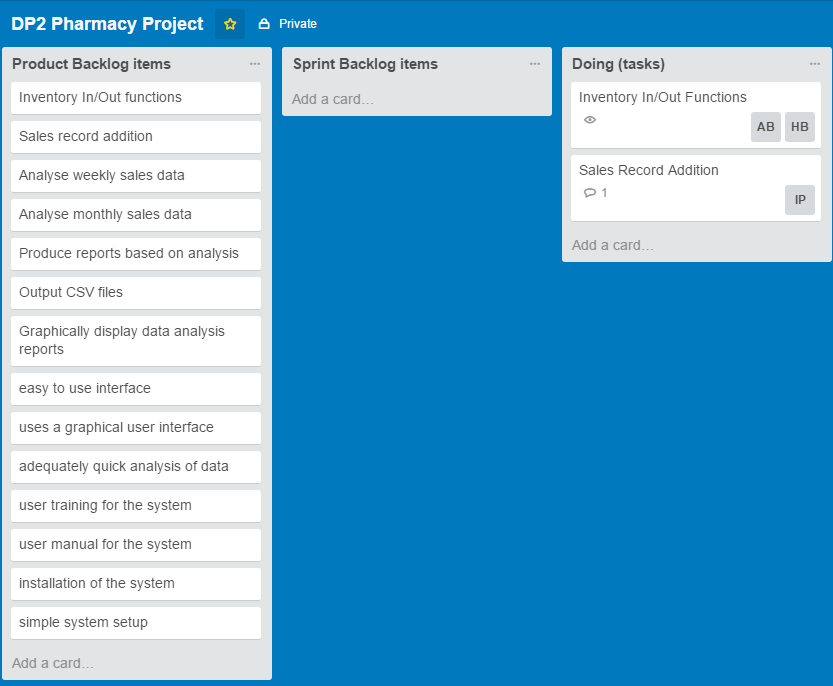 DP2 Pharmacy Project
Private
Product Backlog items
Inventory In/Out functions
Sales record addition
Analyse weekly sales data
Analyse monthly sales data
Produce reports based on analysis
Output CSV files
Graphically display data analysis
reports
easy to use interface
uses a graphical user interface
adequately quick analysis of data
user training for the system
user manual for the system
installation of the system
simple system setup
Add a card…
Sprint Backlog items
Add a card…
Doing (tasks)
Inventory In/Out Functions
AB HB
Sales Record Addition
1
IP
Add a card…